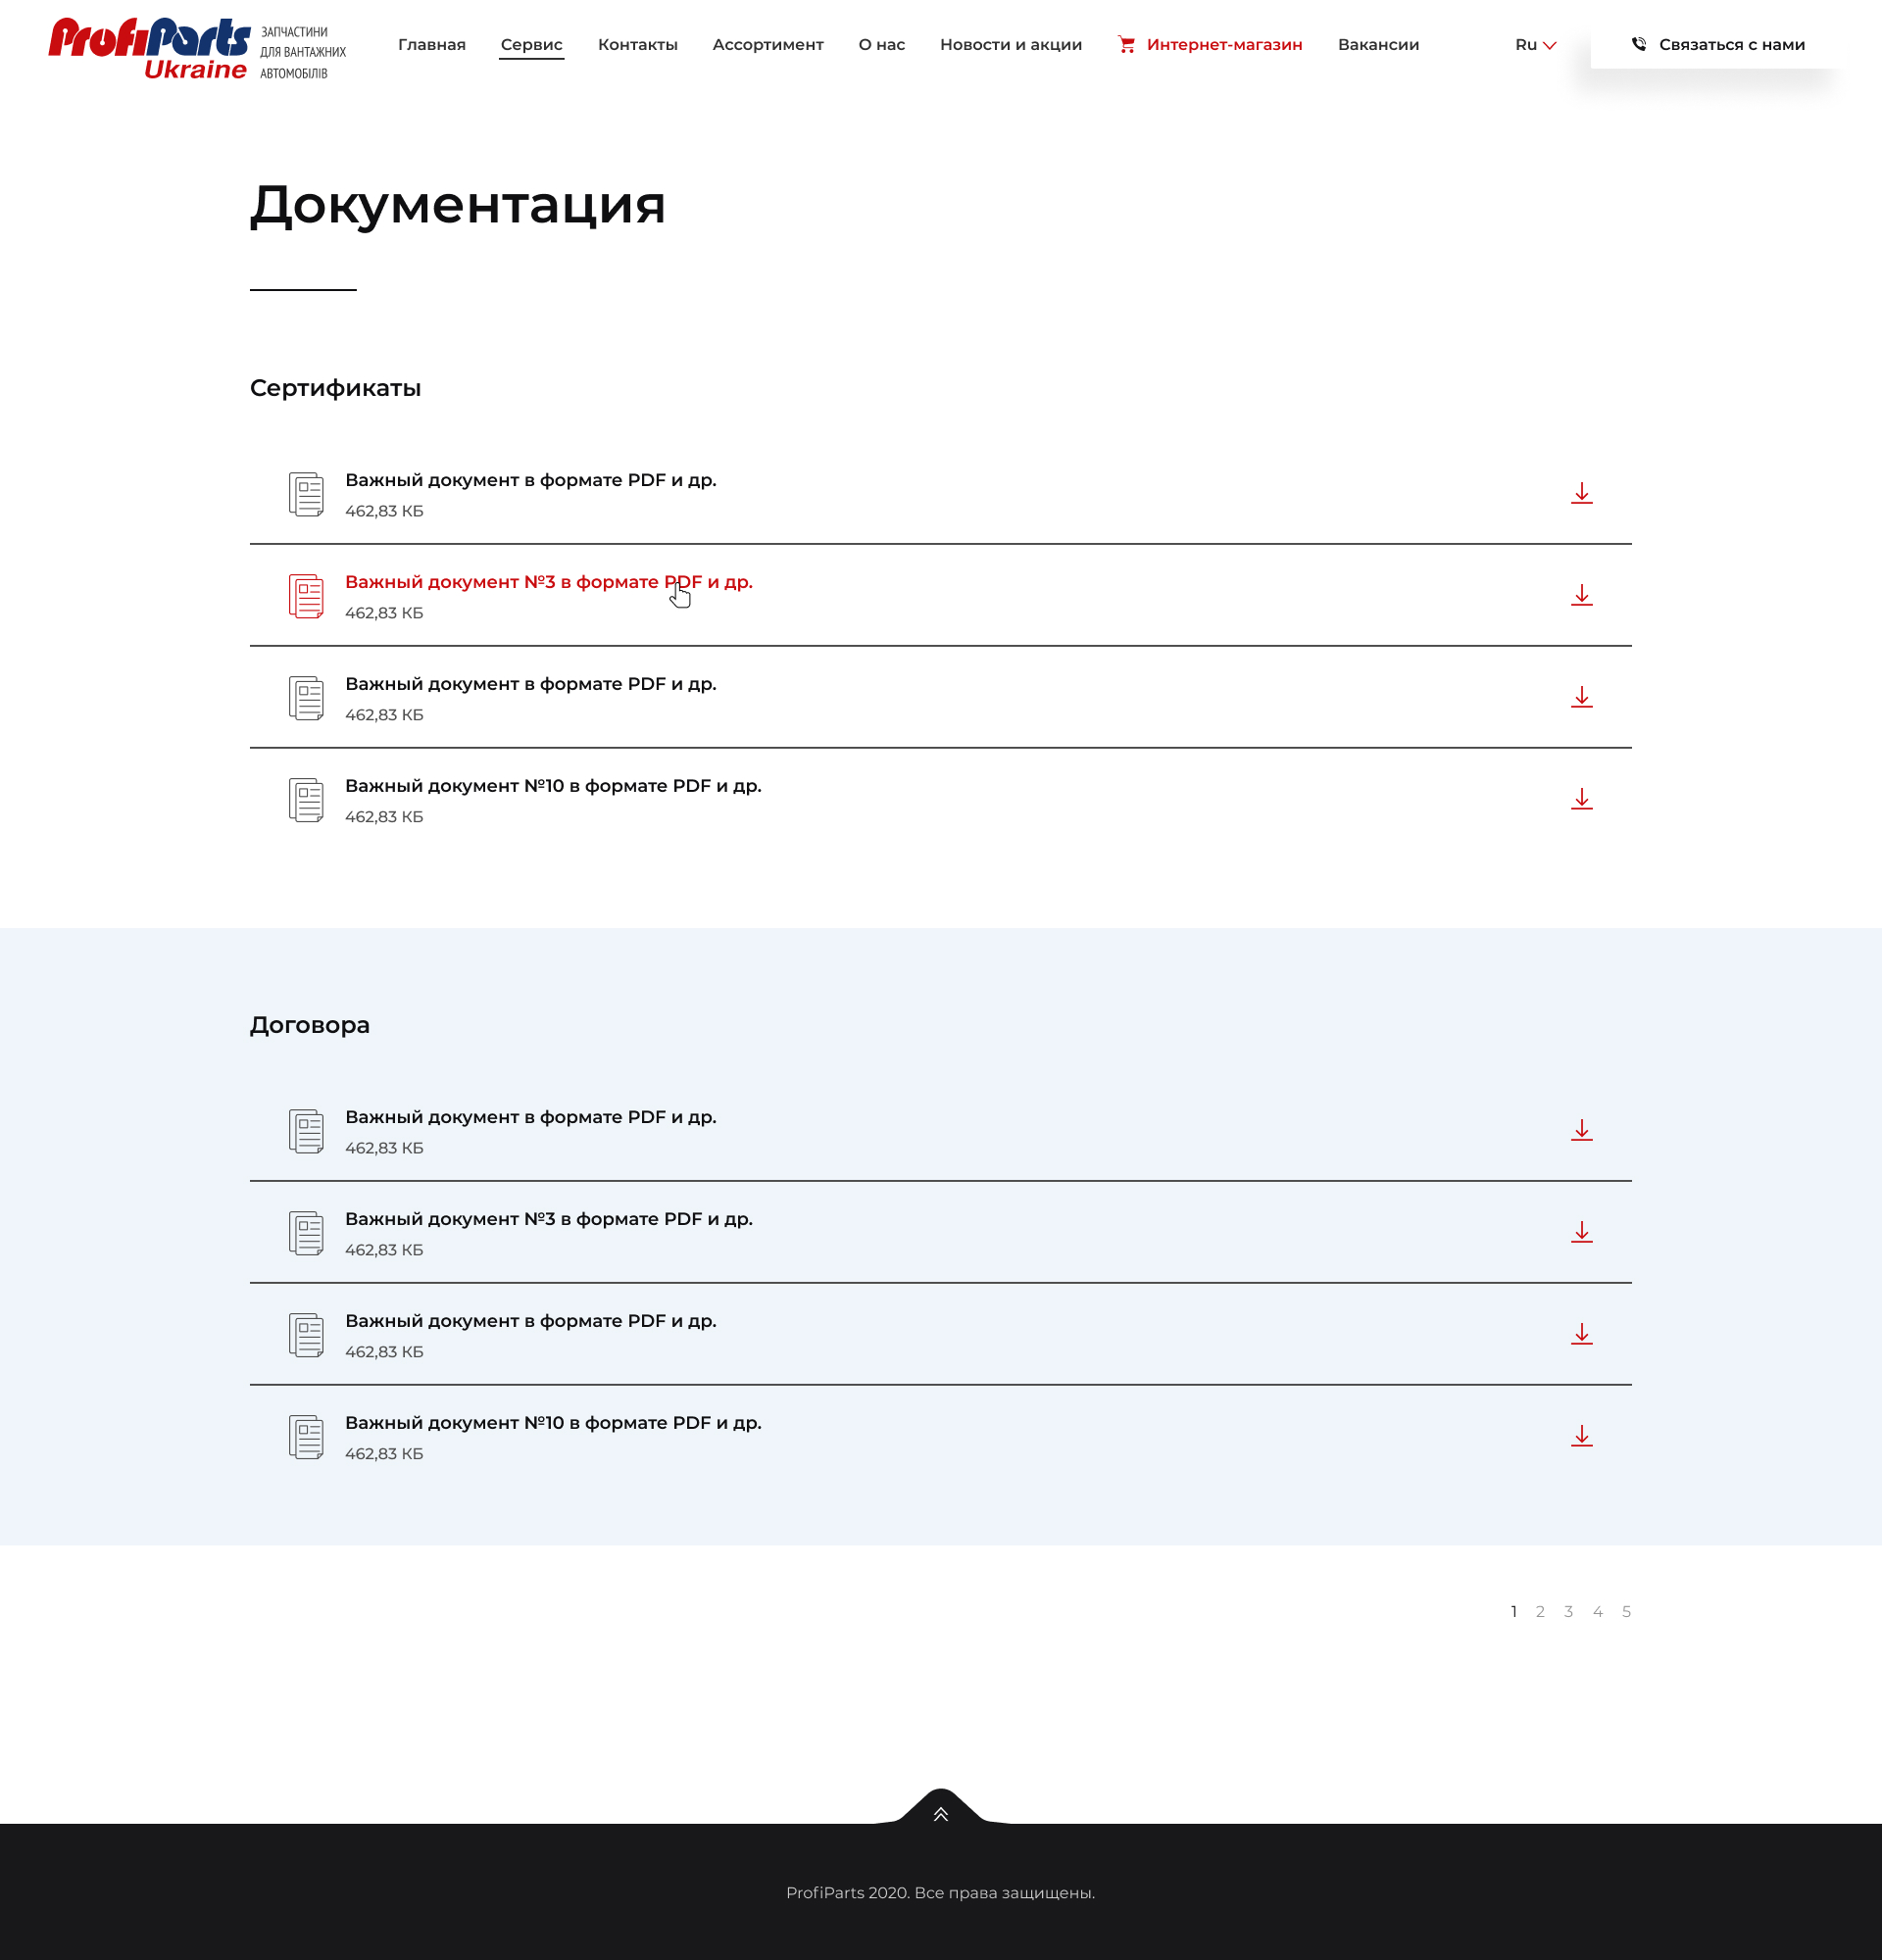 ProfiParts
Ukraine
ЗАПЧАСТИНИ
ДЛЯ ВАНТАЖНИХ
АВТОМОБІЛІВ
Главная Сервис Контакты Ассортимент О нас Новости и акции Интернет-магазин Вакансии Ru Связаться с нами
Документация
Сертификаты
Важный документ в формате PDF и др.
462,83 КБ
Важный документ №3 в формате PDF и др.
462,83 КБ
Важный документ в формате PDF и др.
462,83 КБ
Важный документ №10 в формате PDF и др.
462,83 КБ
Договора
Важный документ в формате PDF и др.
462,83 КБ
Важный документ №3 в формате PDF и др.
462,83 КБ
Важный документ в формате PDF и др.
462,83 КБ
Важный документ №10 в формате PDF и др.
462,83 КБ
1 2 3 4 5
ProfiParts 2020. Все права защищены.